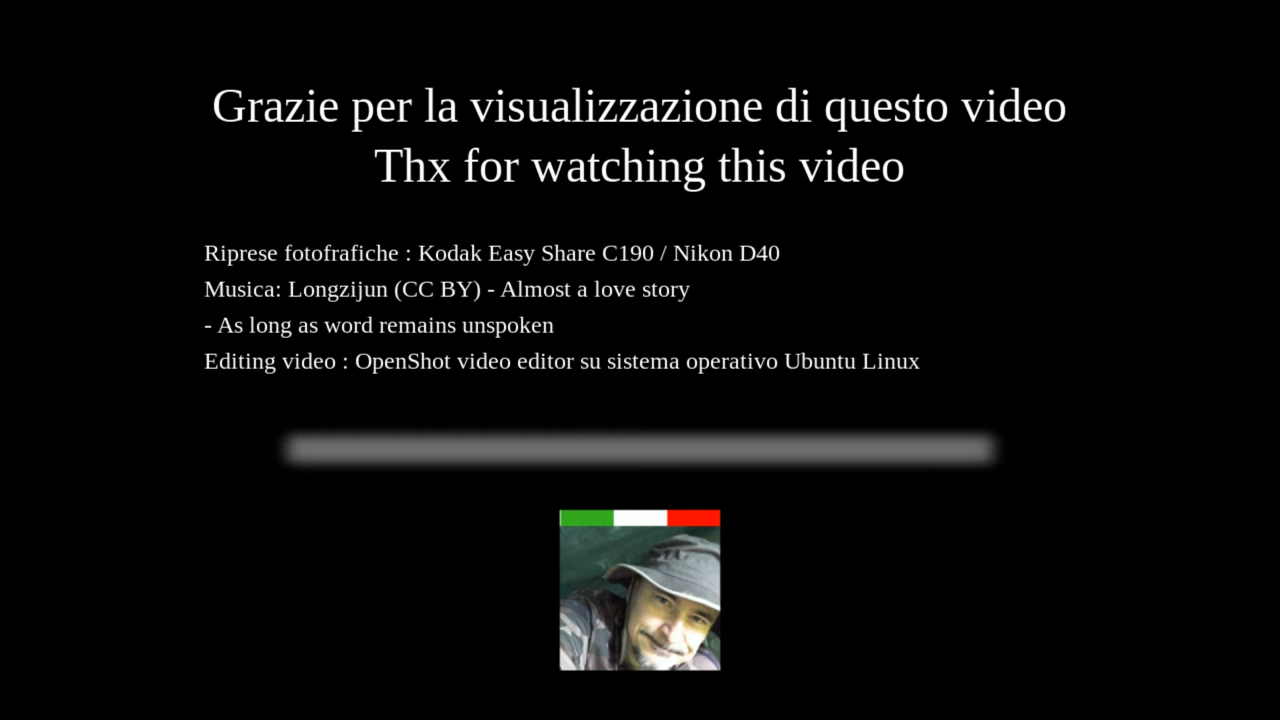 Grazie per la visualizzazione di questo video
Thx for watching this video
Riprese fotofrafiche : Kodak Easy Share C190 / Nikon D40
Musica: Longzijun (CC BY) - Almost a love story
- As long as word remains unspoken
Editing video : OpenShot video editor su sistema operativo Ubuntu Linux